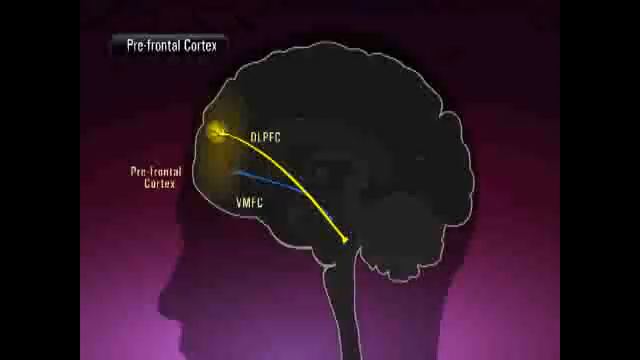 Pre-frontal Cortex
DLPFC
Pre-frontal
Cortex
VMFC